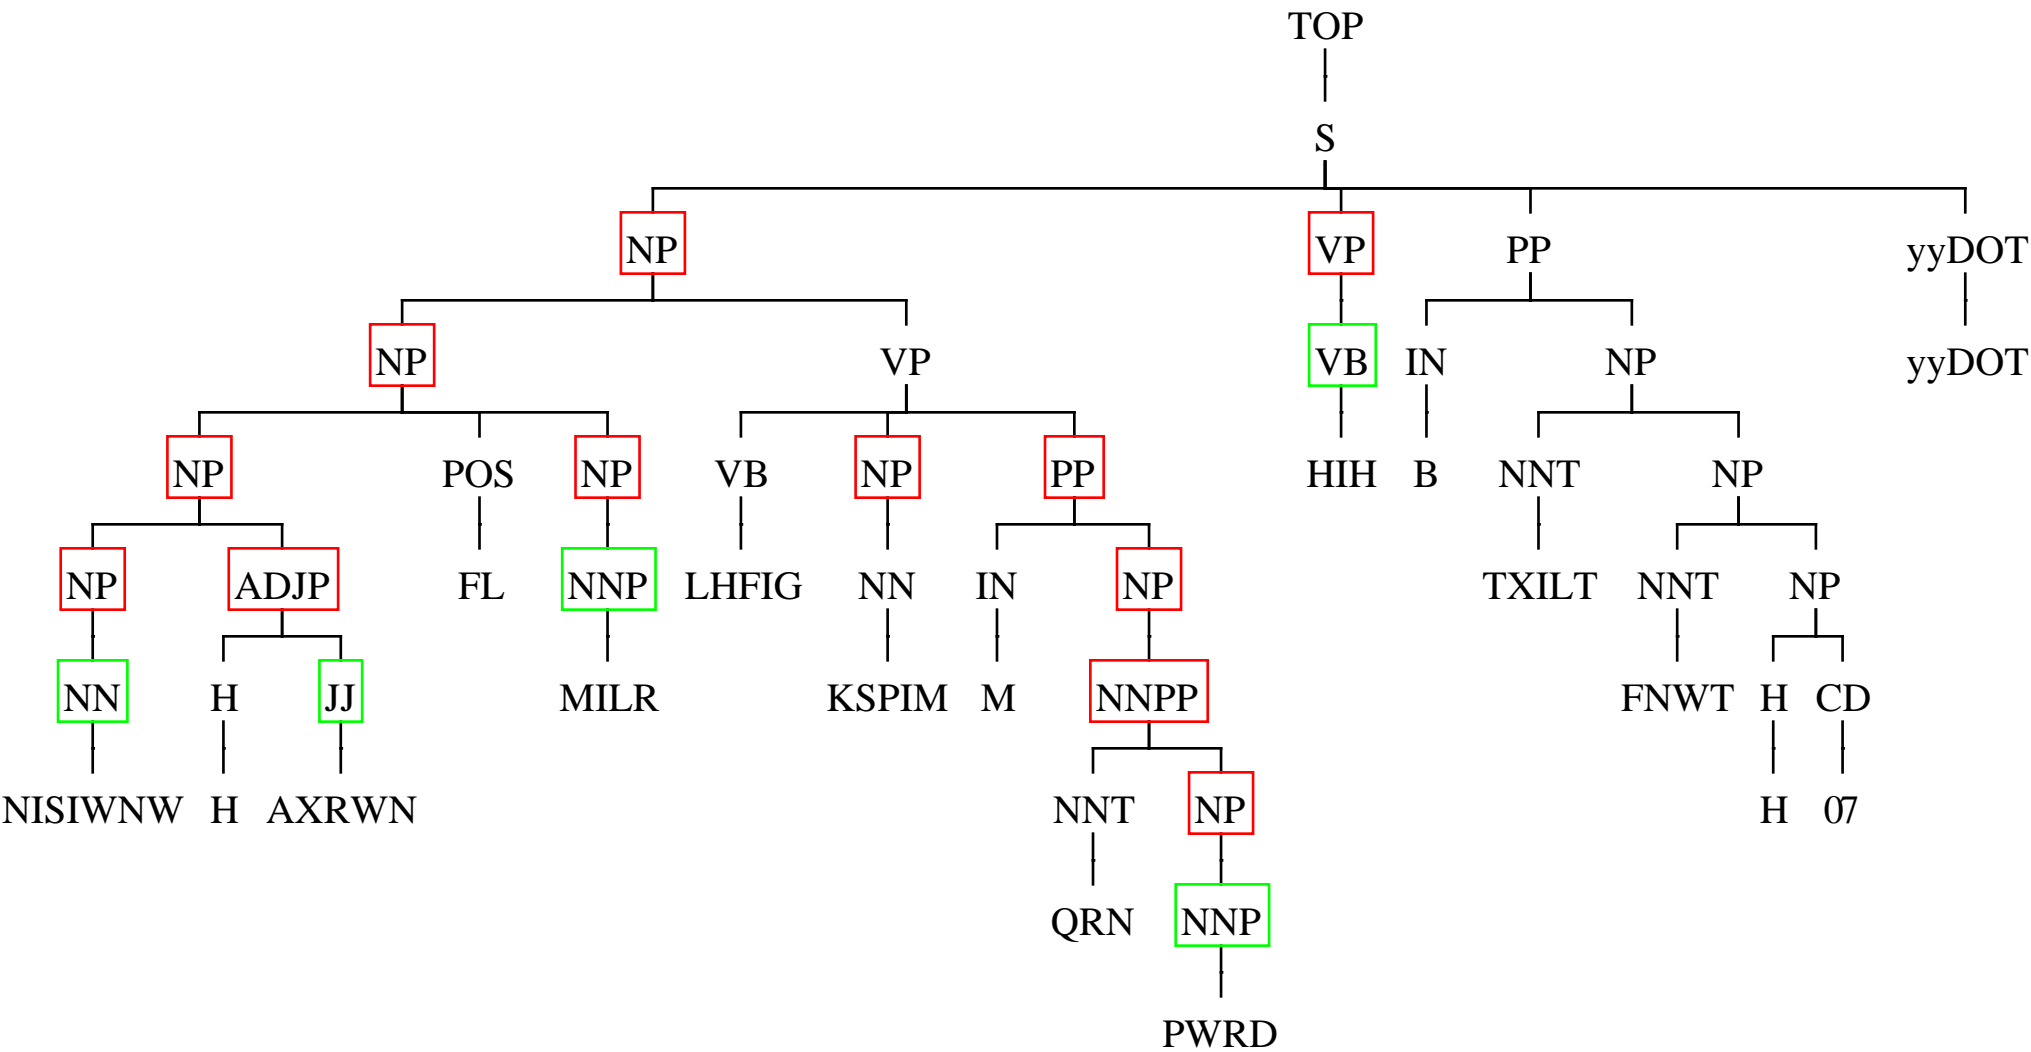 TOP
S
NP VP PP yyDOT
NP VP VB IN NP yyDOT
NP POS NP VB NP PP HIH B NNT NP
NP ADJP FL NNP LHFIG NN IN NP TXILT NNT NP
NN H JJ MILR KSPIM M NNPP FNWT H CD
NISIWNW H AXRWN NNT NP H 07
QRN NNP
PWRD